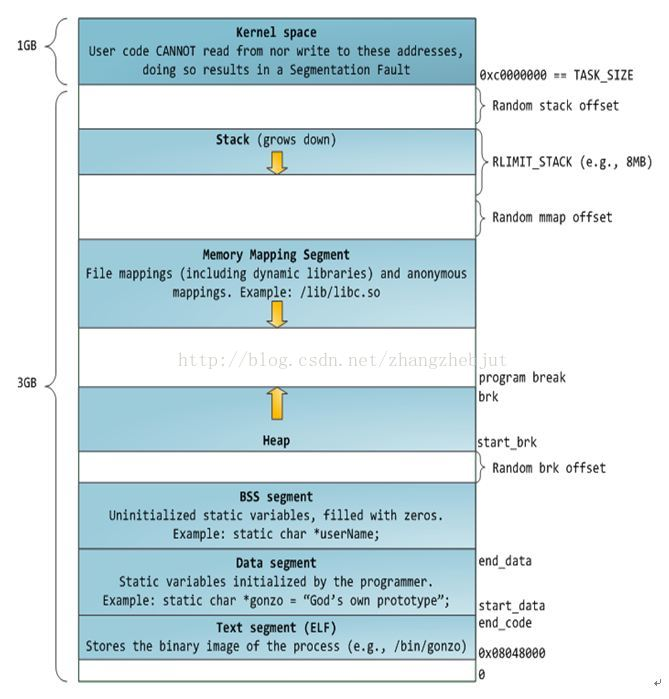 Kernel space
1GB
User code CANNOT read from nor write to these addresses,
doing so results in a Segmentation Fault
0xc0000000 == TASK_SIZE
Random stack offset
Stack (grows down)
RLIMIT_STACK (e.g., 8MB)
Random mmap offset
Memory Mapping Segment
File mappings (including dynamic libraries) and anonymous
mappings. Example: /lib/libc.so
http://blog.csdn.net/zhangzhebjut
3GB
program break
brk
Heap
start_brk
Random brk offset
BSS segment
Uninitialized static variables, filled with zeros.
Example: static char *userName;
Data segment
end_data
Static variables initialized by the programmer.
Example: static char *gonzo = “God’s own prototype”;
start_data
end_code
Text segment (ELF)
Stores the binary image of the process (e.g., /bin/gonzo)
0x08048000
0